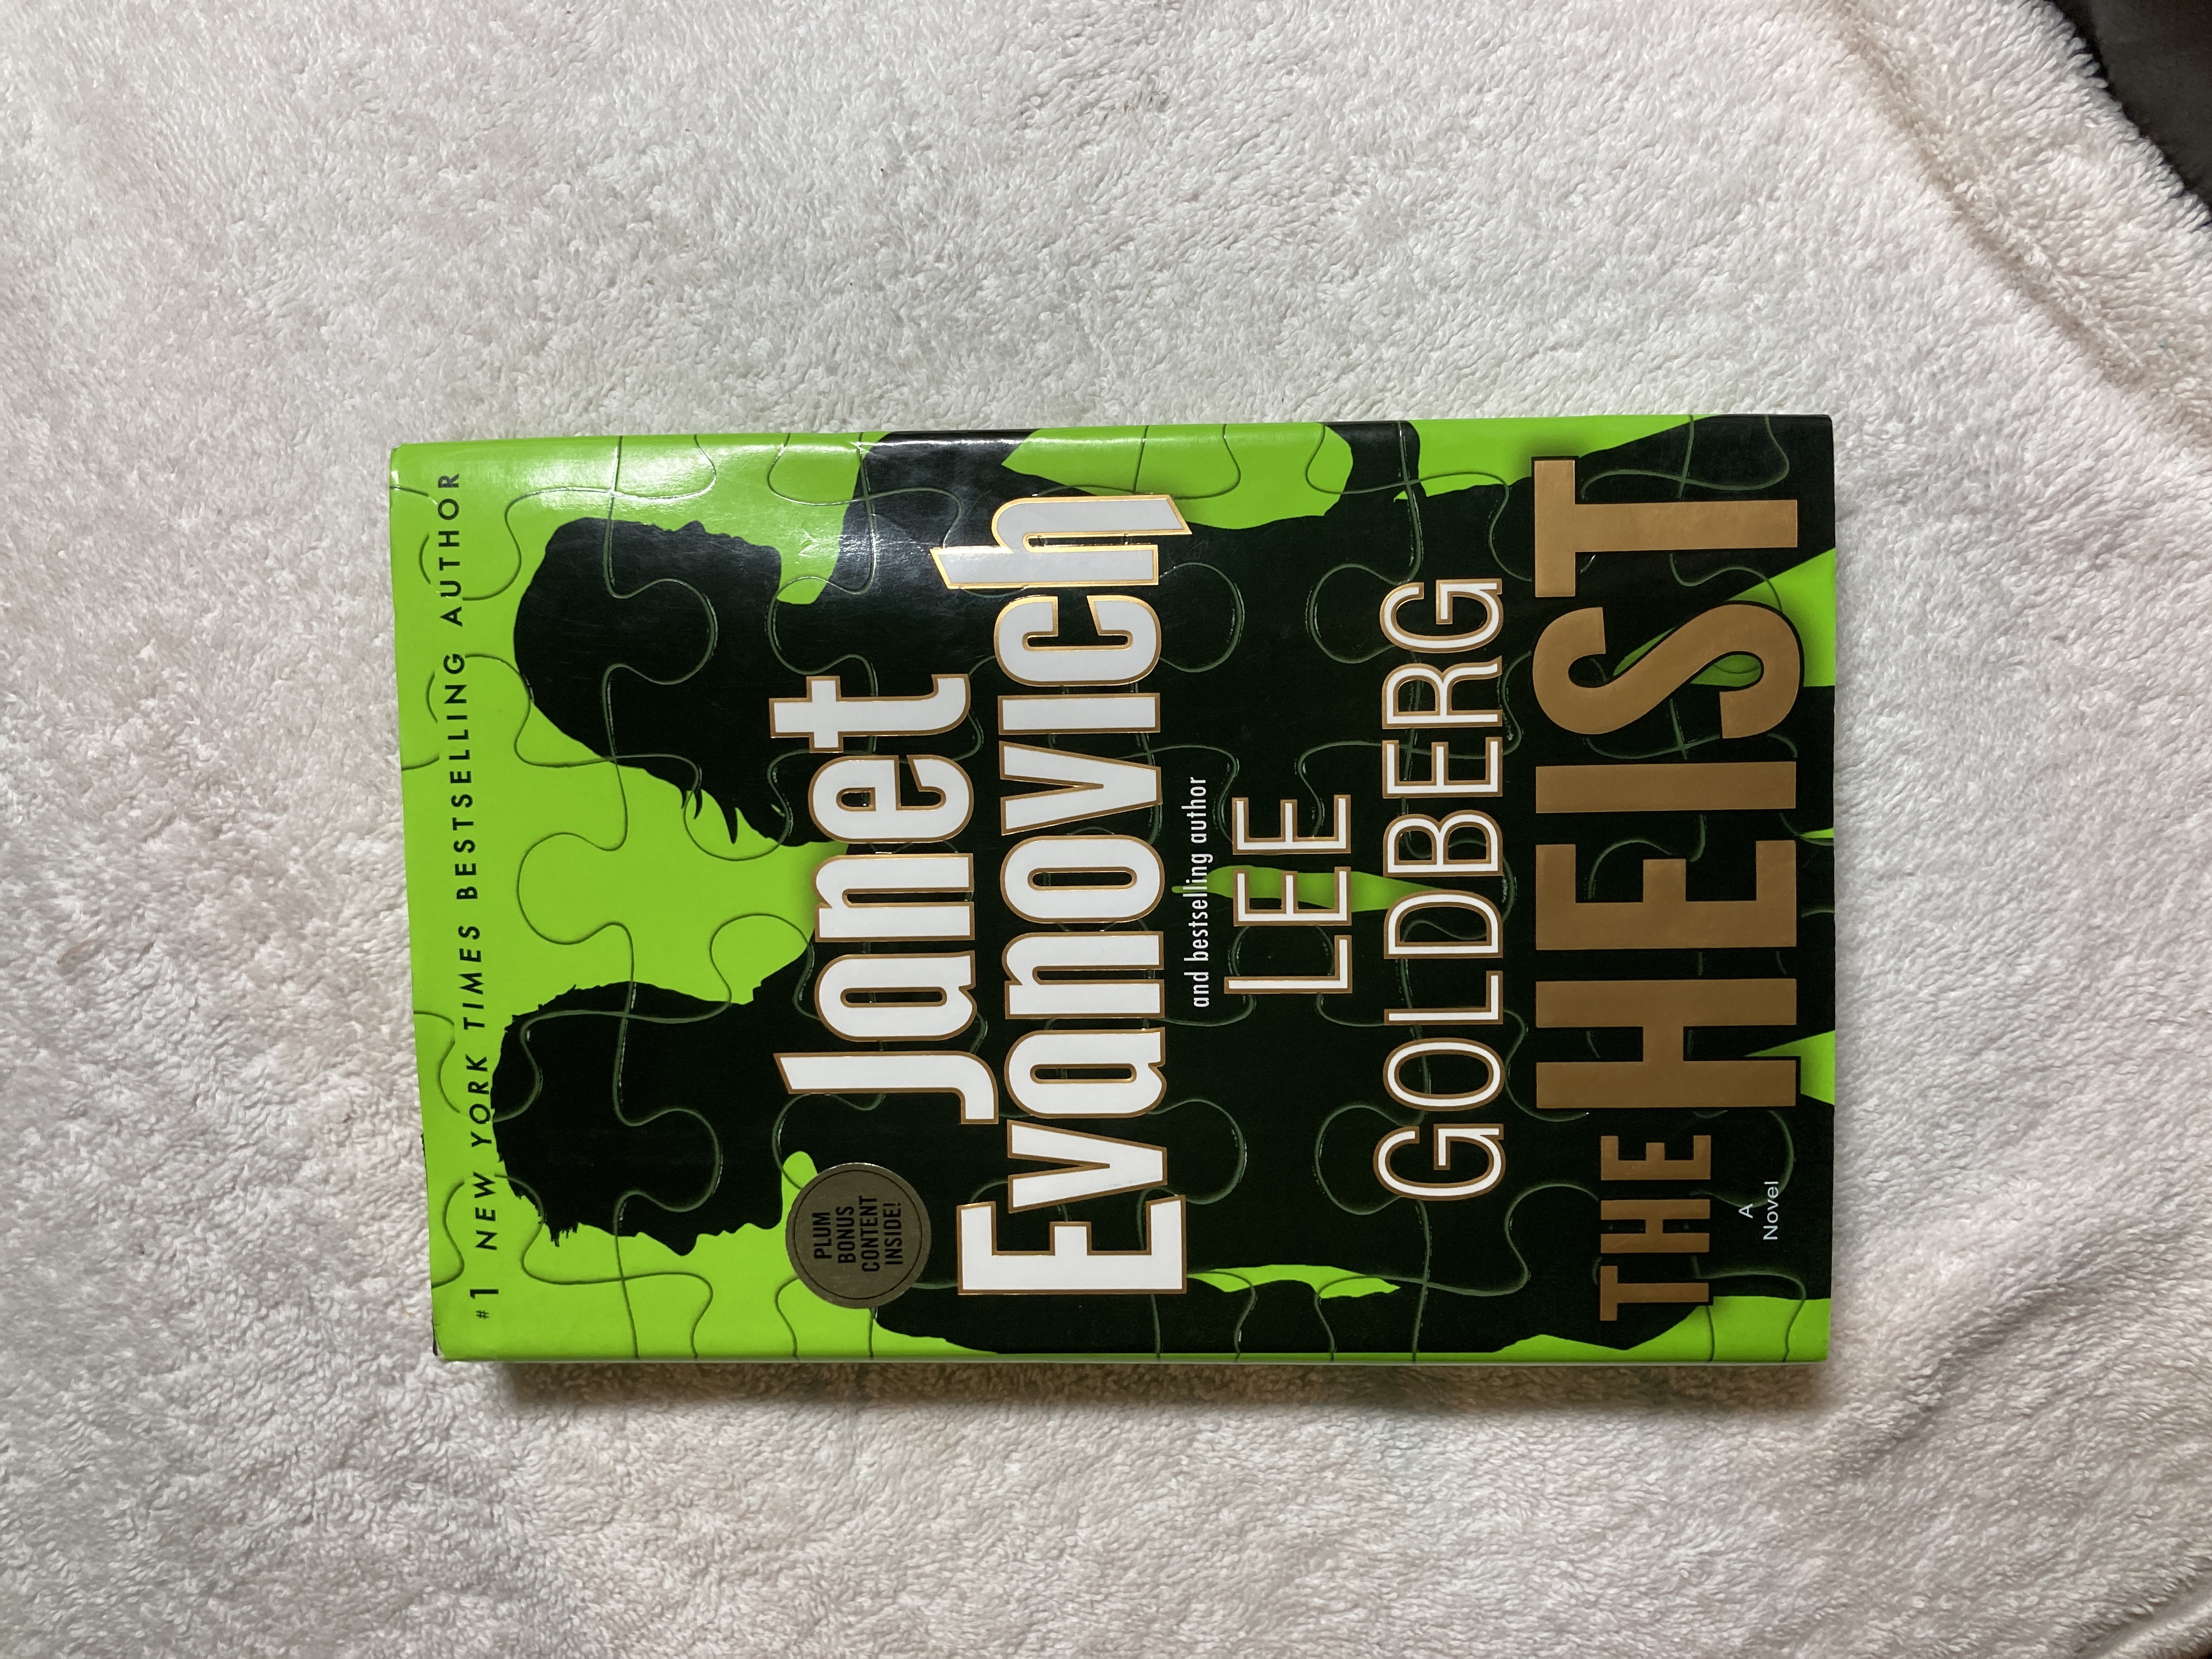 #1 NEW YORK TIMES BESTSELLING AUTHOR
PLUM
BONUS
CONTENT
INSIDE!
Janet
Evanovich
and bestselling author
LEE
GOLDBERG
THE HEIST
A
Novel